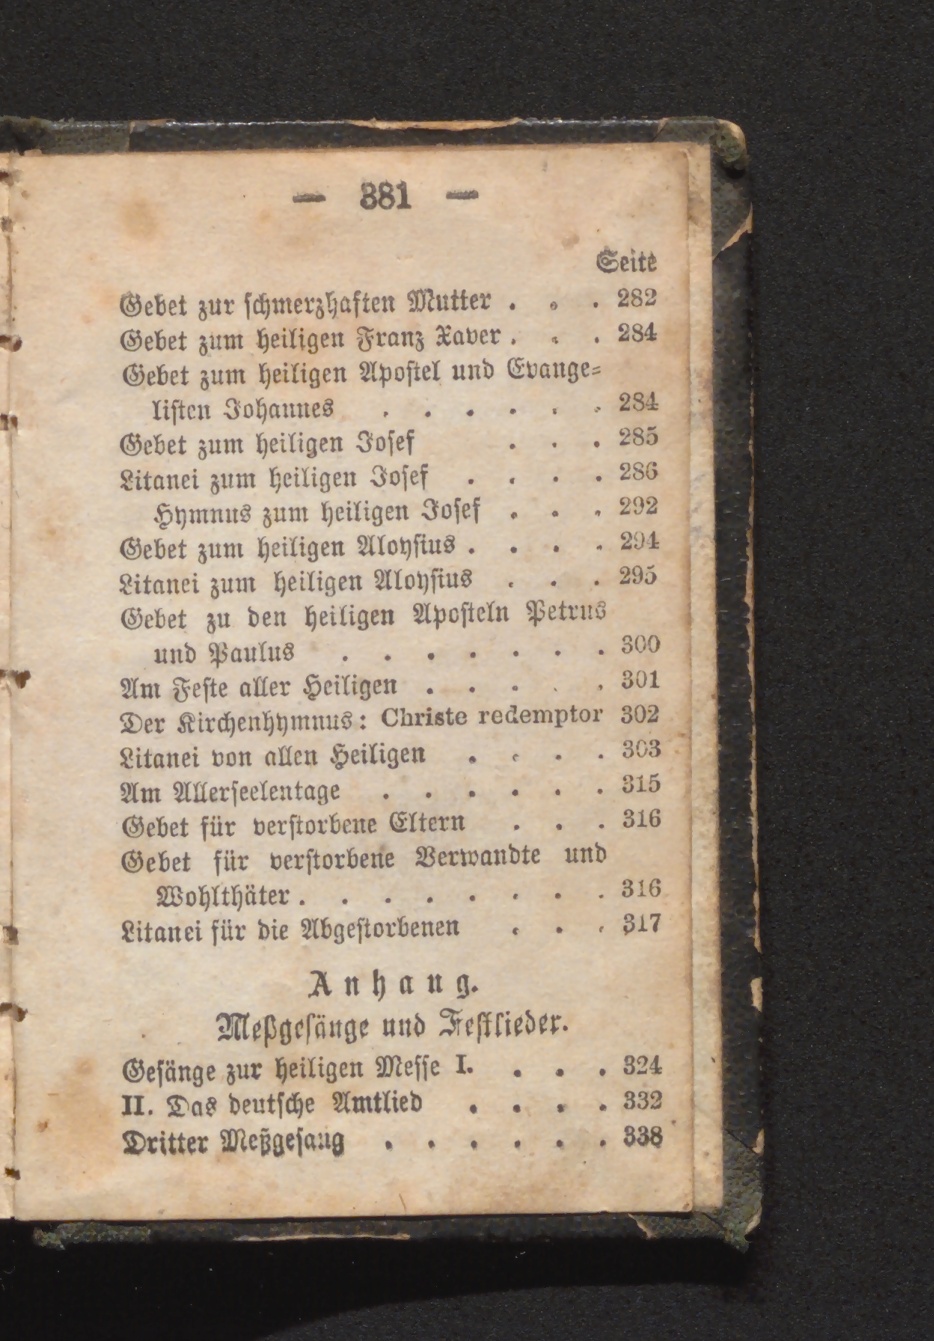 — 381 —
Seite
Gebet zur schmerzhaften Mutter . . . 282
Gebet zum heiligen Franz Xaver . . . 284
Gebet zum heiligen Apostel und Evange-
listen Johannes . . . . . . 284
Gebet zum heiligen Josef . . . 285
Litanei zum heiligen Josef . . . . 286
Hymnus zum heiligen Josef . . . 292
Gebet zum heiligen Aloysius . . . . 294
Litanei zum heiligen Aloysius . . . 295
Gebet zu den heiligen Aposteln Petrus
und Paulus . . . . . . . 300
Am Feste aller Heiligen . . . . . 301
Der Kirchenhymnus: Christe redemptor 302
Litanei von allen Heiligen . . . . 303
Am Allerseelentage . . . . . . 315
Gebet für verstorbene Eltern . . . 316
Gebet für verstorbene Verwandte und
Wohlthäter . . . . . . . . 316
Litanei für die Abgestorbenen . . . 317
Anhang.
Meßgesänge und Festlieder.
Gesänge zur heiligen Messe I. . . . 324
II. Das deutsche Amtlied . . . . 332
Dritter Meßgesang . . . . . . 338